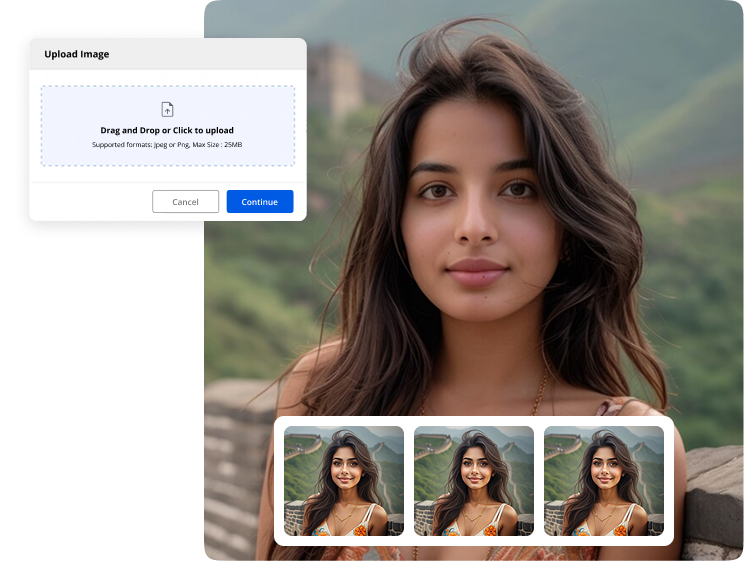 Upload Image
Drag and Drop or Click to upload
Supported formats: Jpeg or Png, Max Size : 25MB
Cancel
Continue